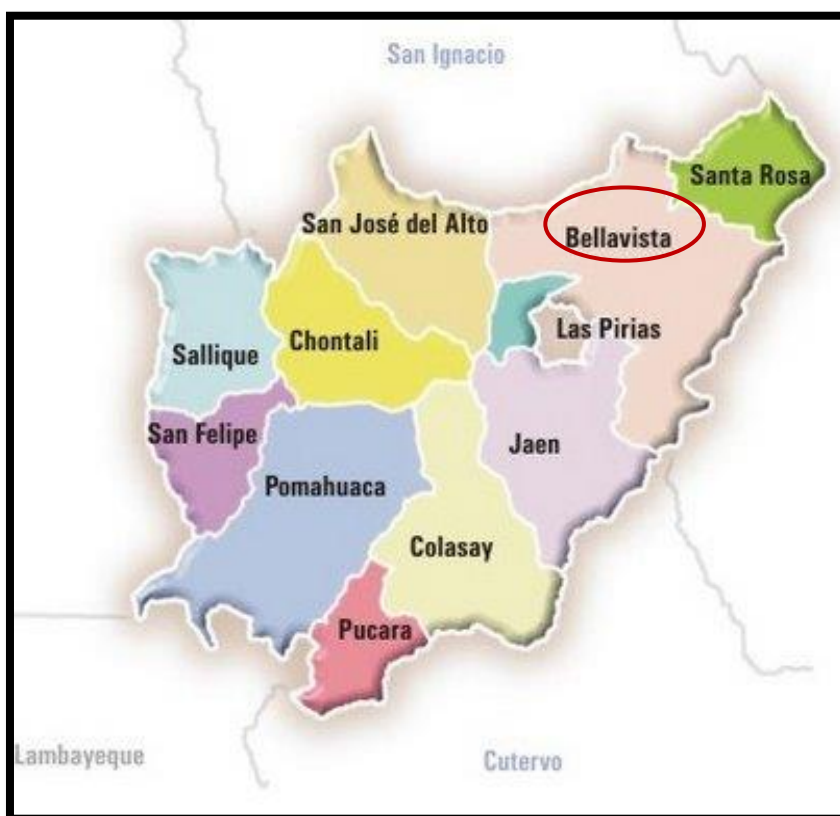 San Ignacio
Santa Rosa
San José del Alto
Bellavista
Las Pirias
Chontali
Sallique
San Felipe
Jaen
Pomahuaca
Colasay
Pucara
Lambayeque
Cutervo